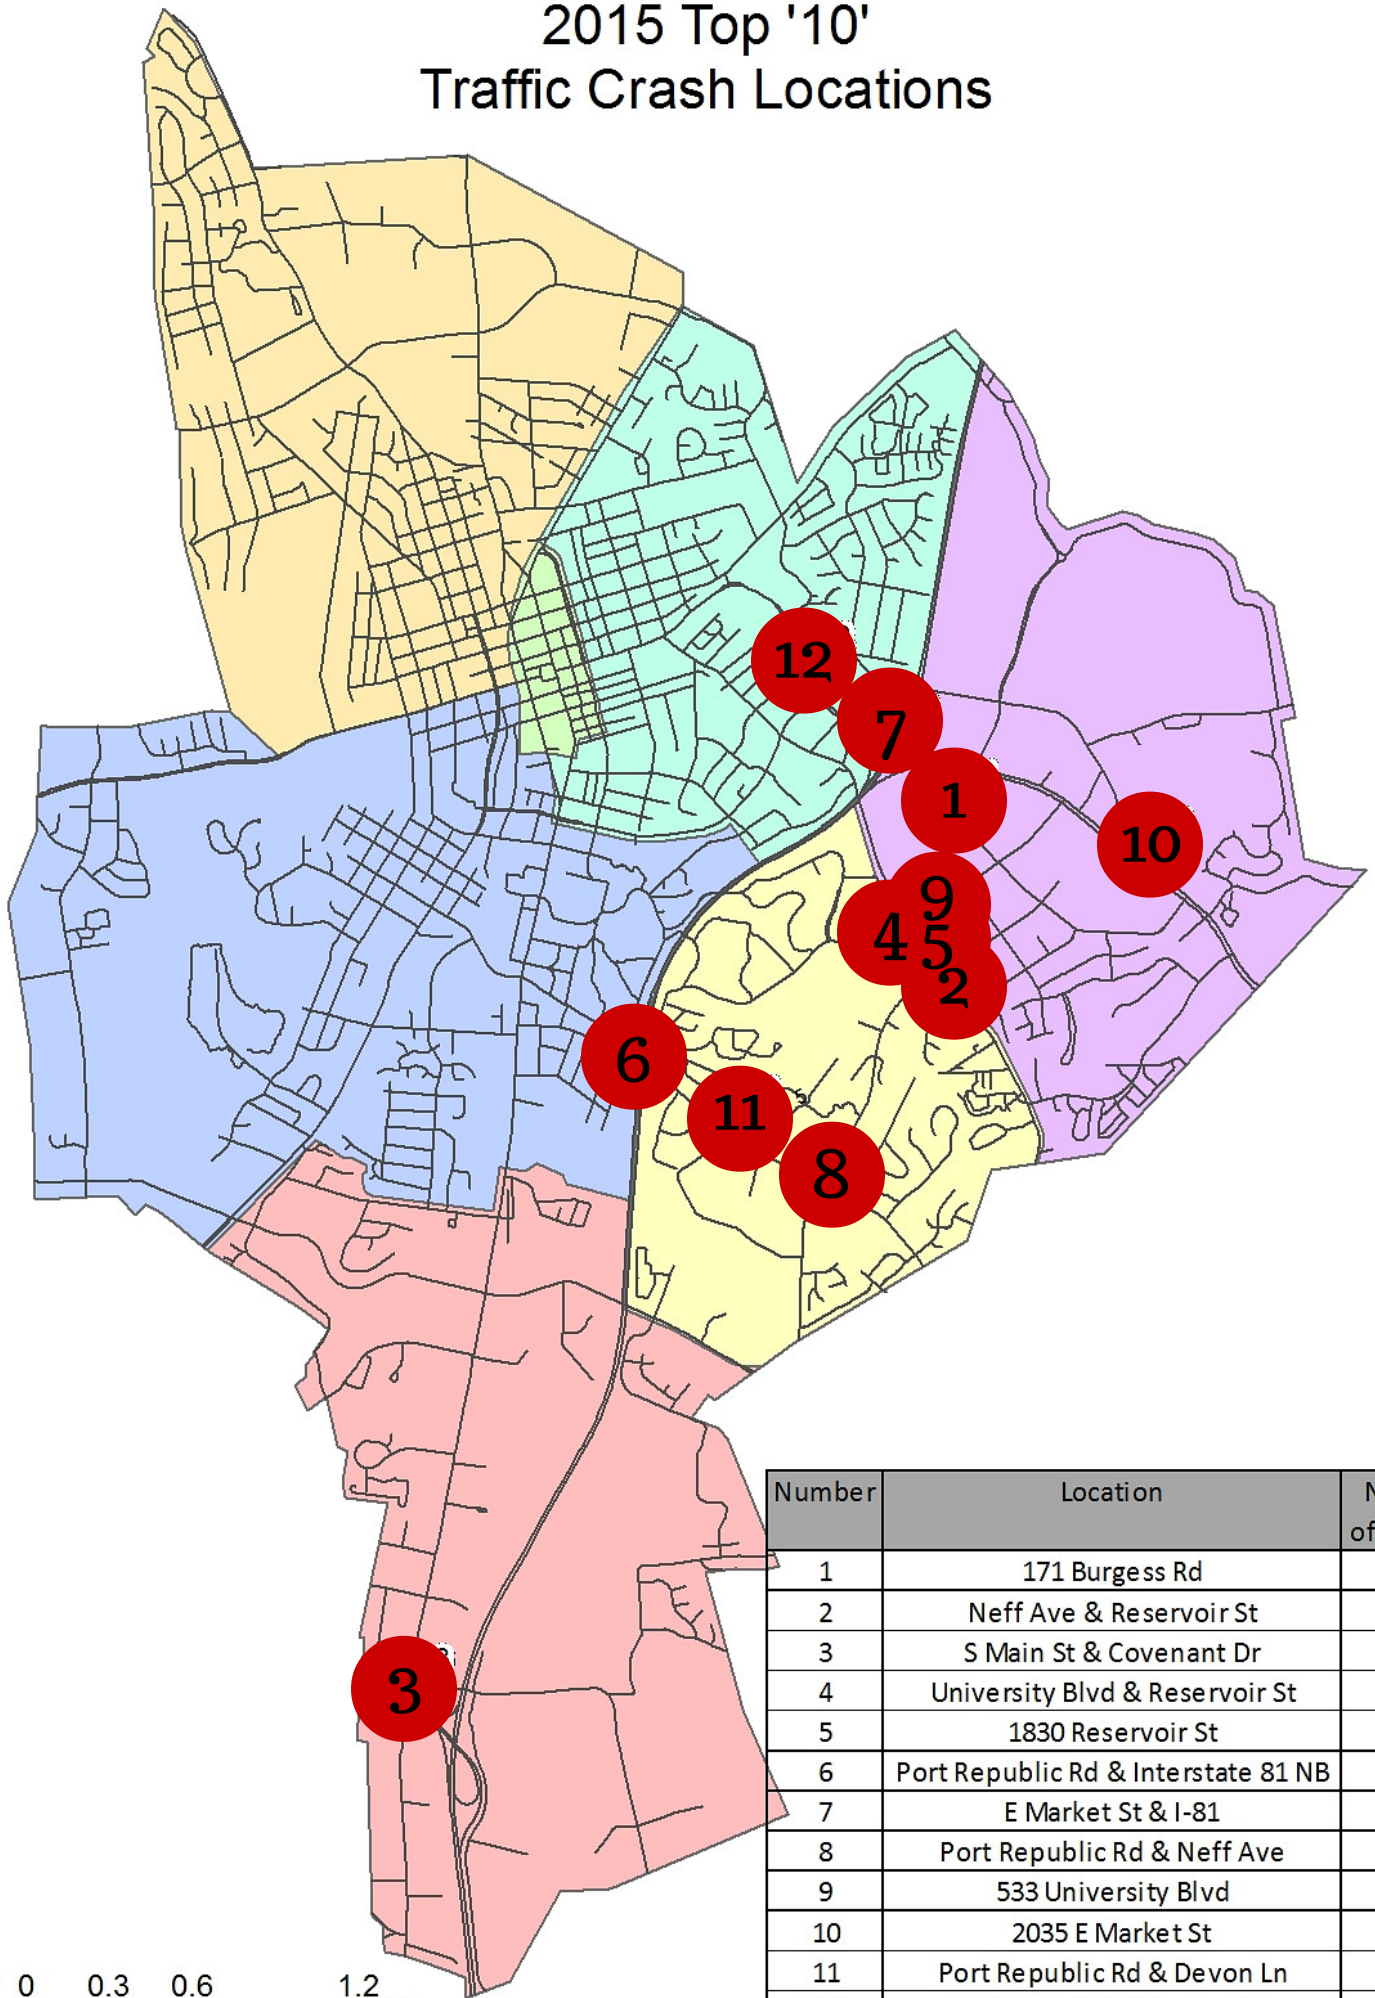 2015 Top '10'
Traffic Crash Locations
12
7
1
10
9
4
5
2
6
11
8
3
Number Location
of
1 171 Burgess Rd
2 Neff Ave & Reservoir St
3 S Main St & Covenant Dr
4 University Blvd & Reservoir St
5 1830 Reservoir St
6 Port Republic Rd & Interstate 81 NB
7 E Market St & I-81
8 Port Republic Rd & Neff Ave
9 533 University Blvd
10 2035 E Market St
11 Port Republic Rd & Devon Ln
0 0.3 0.6 1.2